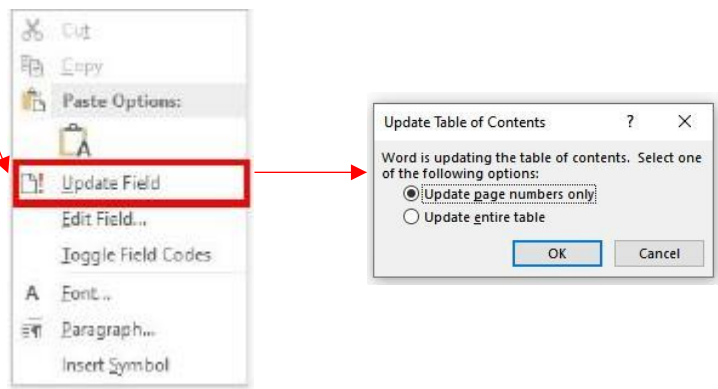 Cut
Copy
Paste Options:
A
Update Field
Edit Field...
Toggle Field Codes
A Font...
Paragraph...
Insert Symbol
Update Table of Contents ? X
Word is updating the table of contents. Select one
of the following options:
Update page numbers only
Update entire table
OK Cancel